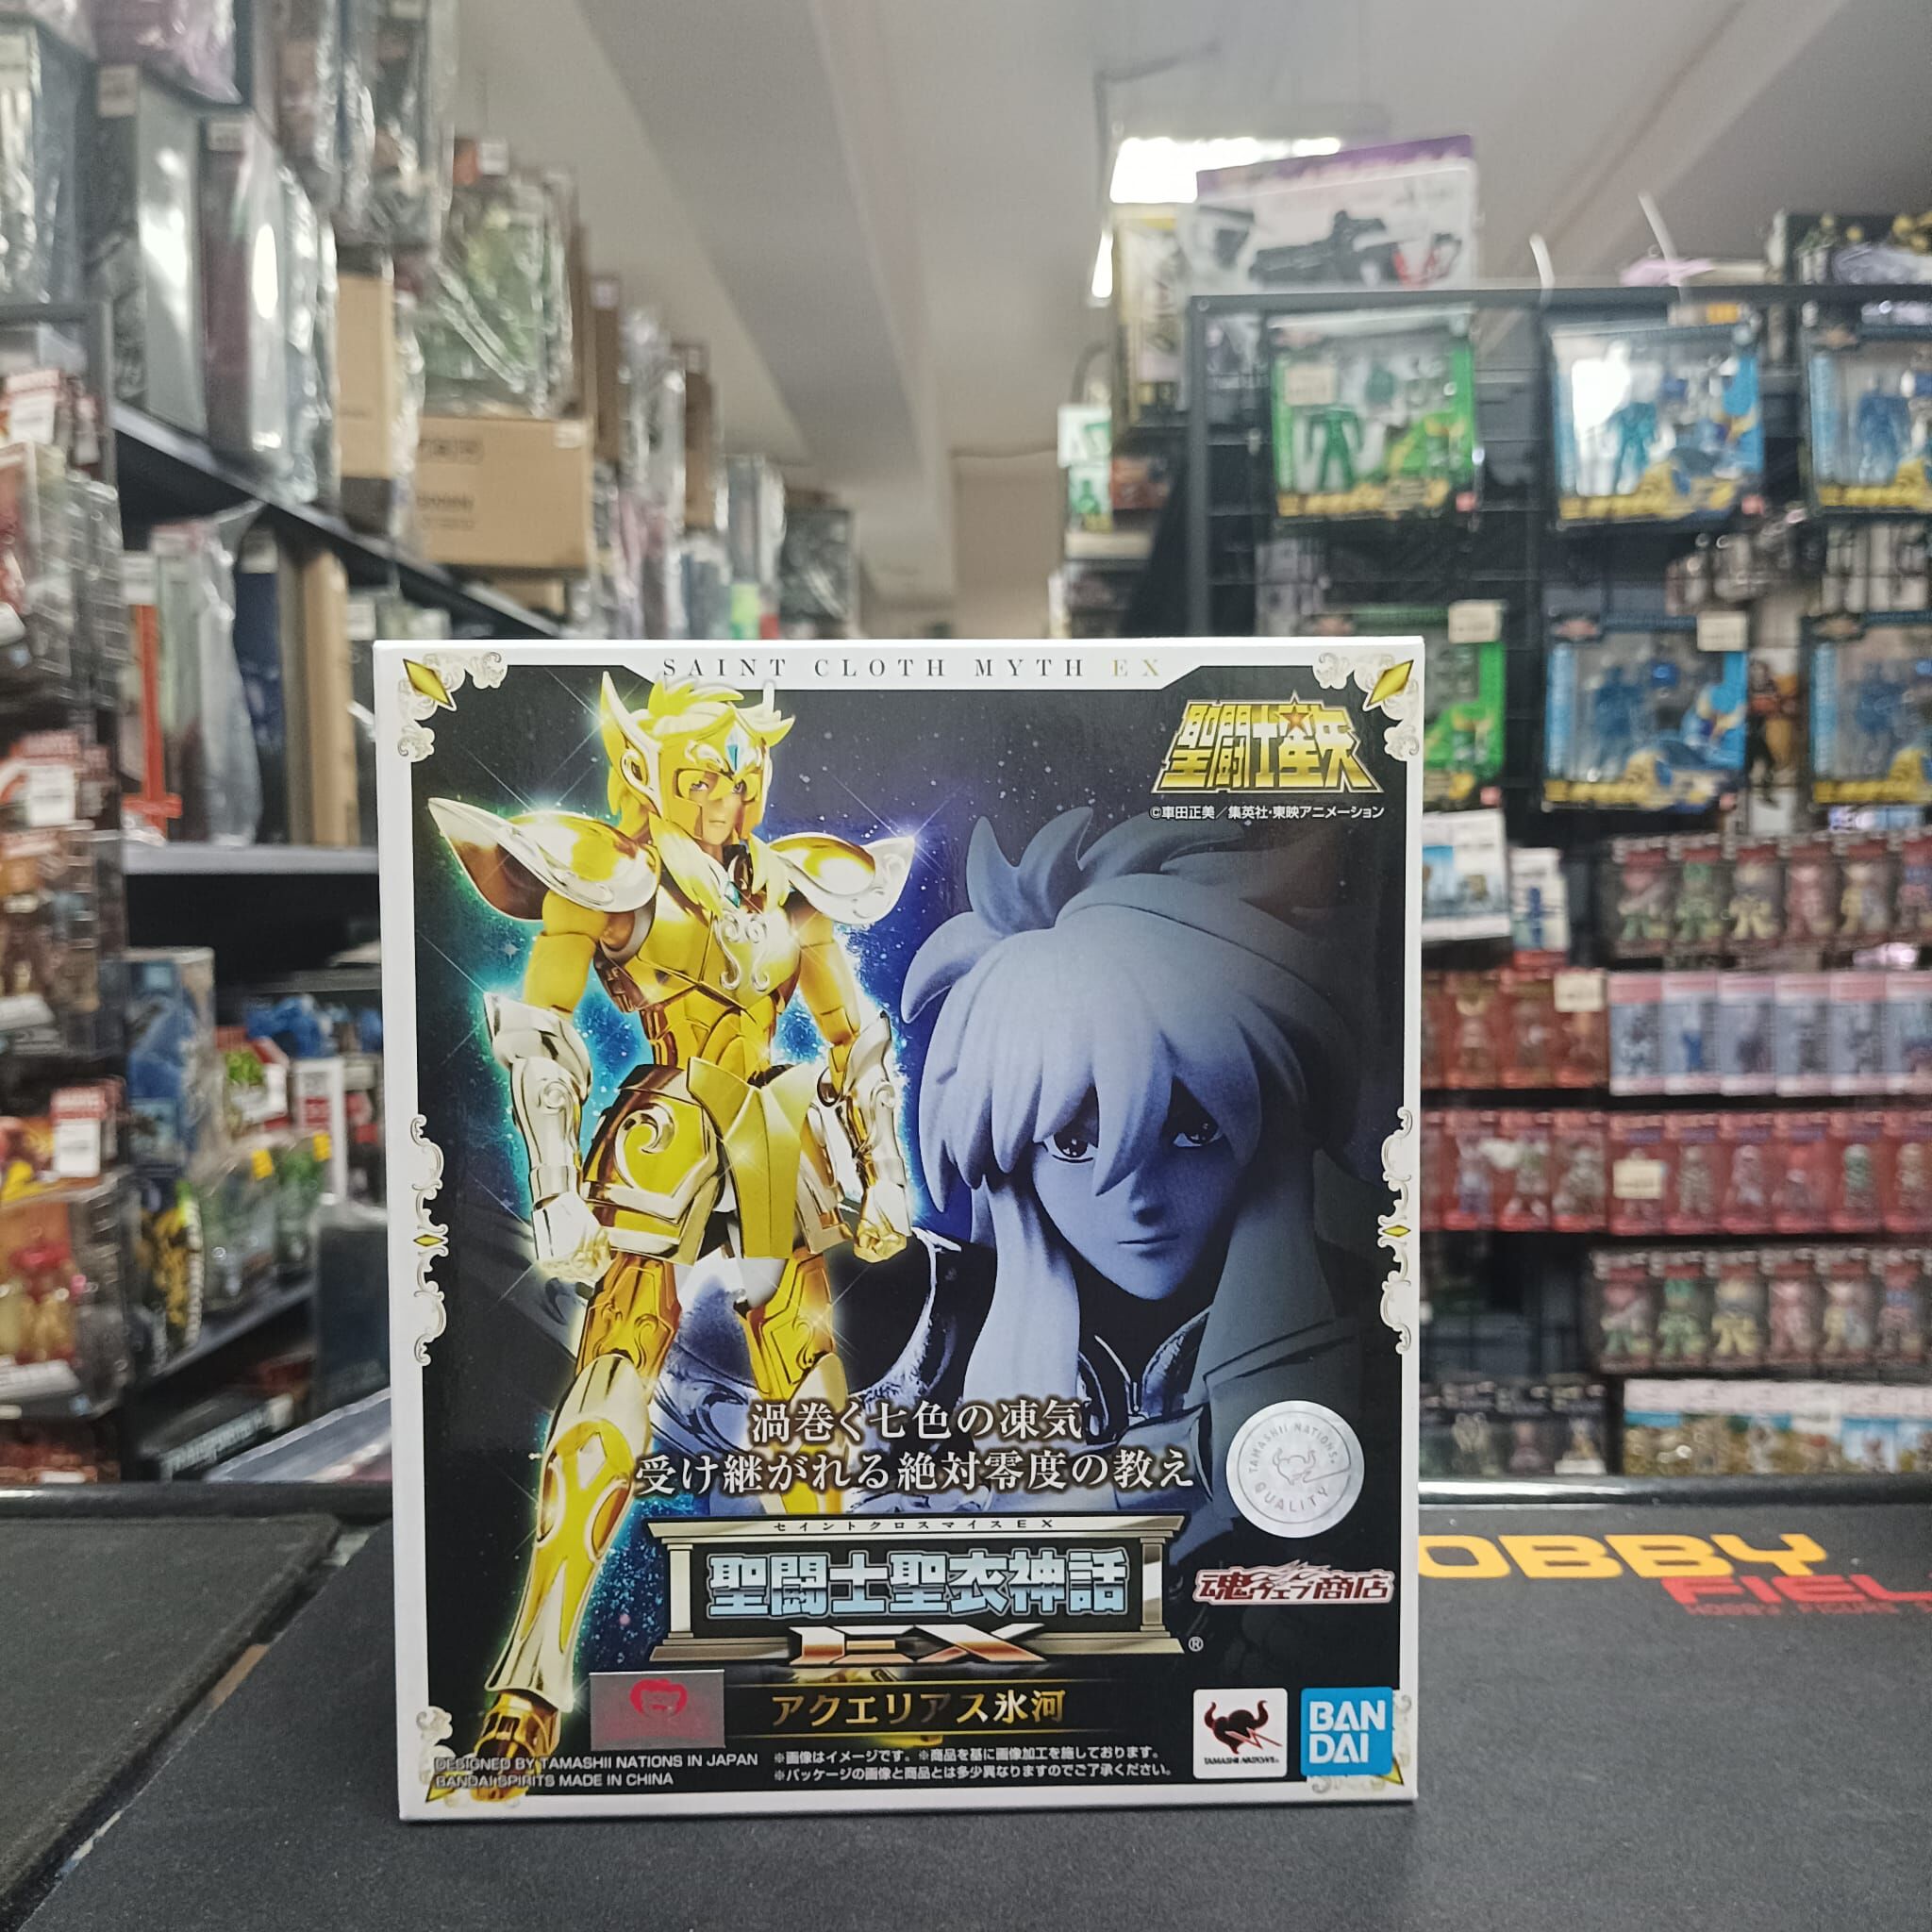 SAINT CLOTH MYTH EX
聖闘士星矢
©車田正美／集英社・東映アニメーション
渦巻く七色の凍気
受け継がれる絶対零度の教え
TAMASHII NATIONS
QUALITY
セイントクロスマイスEX
聖闘士聖衣神話
EX
®
魂ウェブ商店
アクエリアス氷河
DESIGNED BY TAMASHII NATIONS IN JAPAN
BANDAI SPIRITS MADE IN CHINA
※画像はイメージです。※商品を基に画像加工を施しております。
※パッケージの画像と商品とは多少異なりますのでご了承ください。
TAMASHII NATIONS
BAN
DAI
OBBY
FIEL